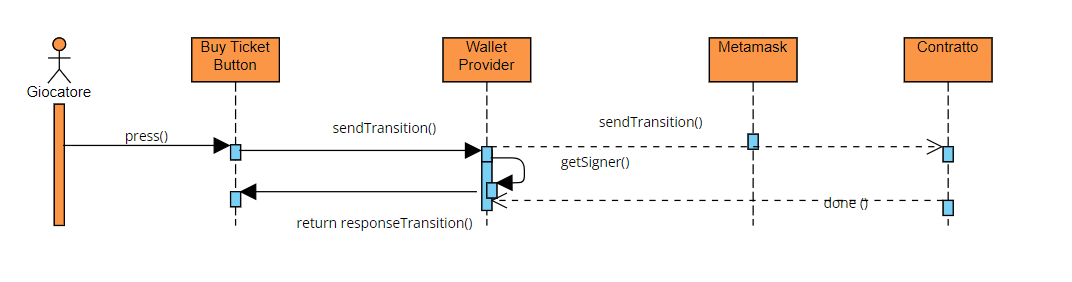 Buy Ticket
Button
Wallet
Provider
Metamask
Contratto
Giocatore
press()
sendTransition()
sendTransition()
getSigner()
done ()
return responseTransition()